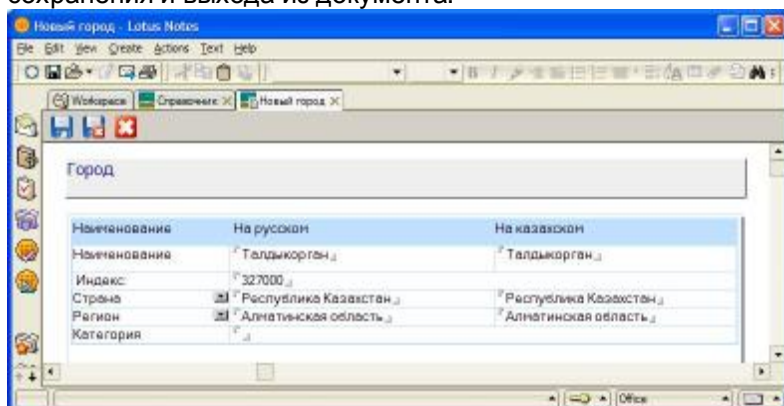 сохранения и выхода из документа.
Новый город - Lotus Notes
File Edit View Create Actions Text Help
Workspace Справочник Новый город
Город
Наименование На русском На казахском
Наименование Талдыкорган Талдыкорган
Индекс 327000
Страна Республика Казахстан Республика Казахстан
Регион Алматинская область Алматинская область
Категория
Office